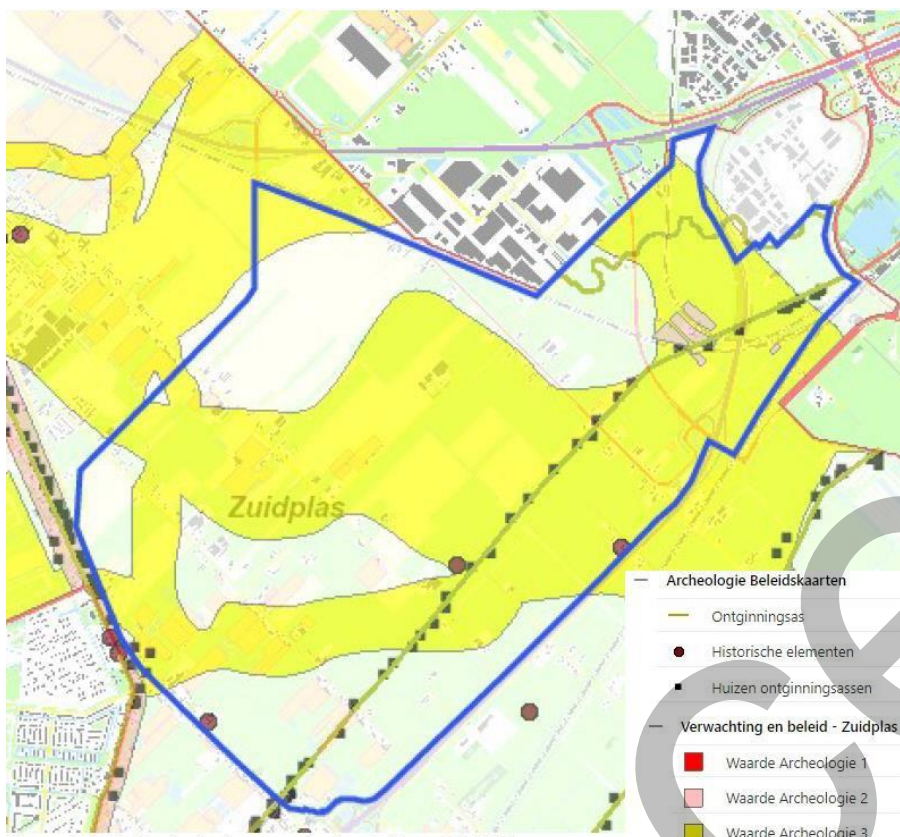 Zuidplas
Archeologie Beleidskaarten
Ontginningsas
Historische elementen
Huizen ontginningsassen
Verwachting en beleid - Zuidplas
Waarde Archeologie 1
Waarde Archeologie 2
Waarde Archeologie 3